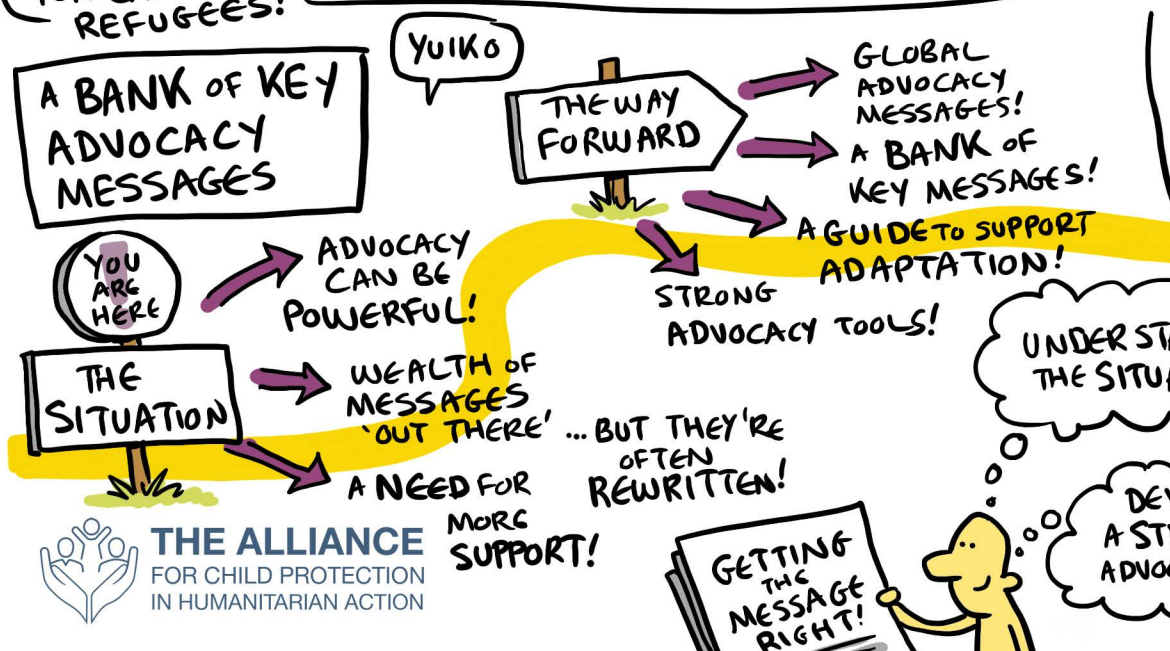 REFUGEES!
A BANK OF KEY
ADVOCACY
MESSAGES
YUIKO
THE WAY
FORWARD
GLOBAL
ADVOCACY
MESSAGES!
A BANK OF
KEY MESSAGES!
A GUIDE TO SUPPORT
ADAPTATION!
STRONG
ADVOCACY TOOLS!
YOU
ARE
HERE
THE
SITUATION
ADVOCACY
CAN BE
POWERFUL!
WEALTH OF
MESSAGES
'OUT THERE'
...BUT THEY'RE
OFTEN
REWRITTEN!
A NEED FOR
MORE
SUPPORT!
THE ALLIANCE
FOR CHILD PROTECTION
IN HUMANITARIAN ACTION
GETTING
THE
MESSAGE
RIGHT!
THE
A